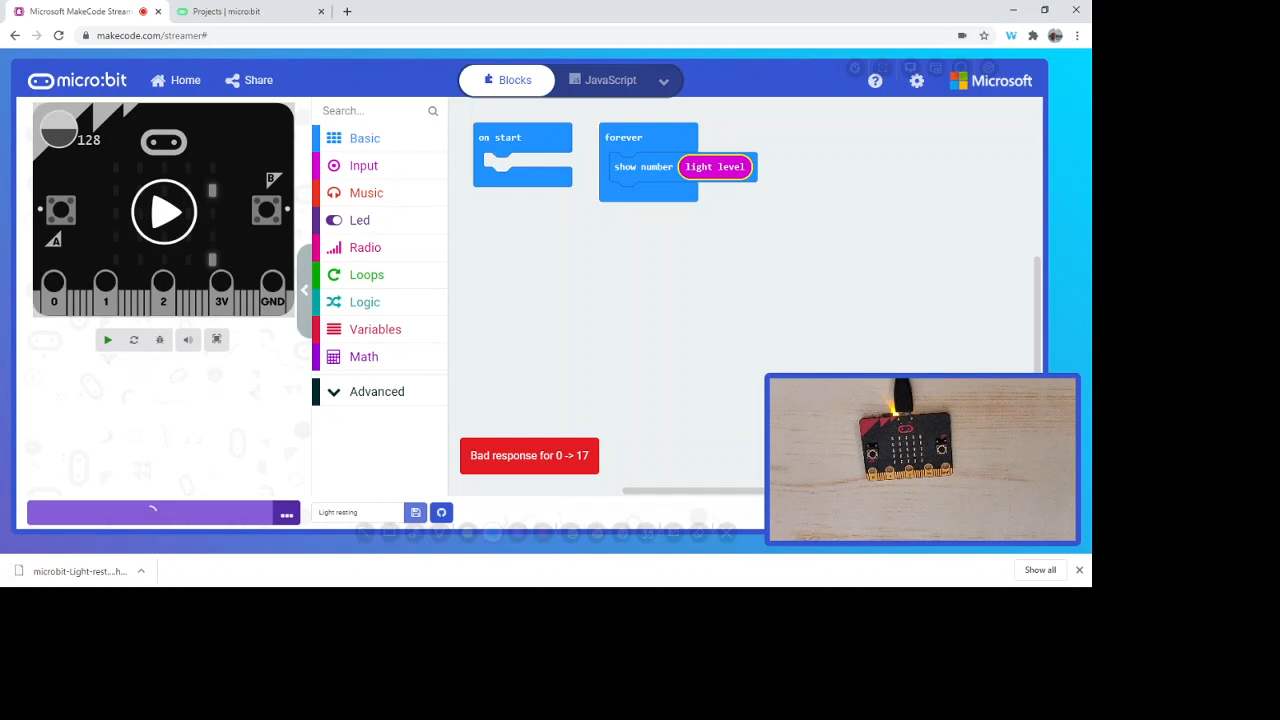 Microsoft MakeCode Stream
Projects | micro:bit
makecode.com/streamer#
micro:bit
Home
Share
Blocks
JavaScript
Microsoft
128
B
A
0 1 2 3V GND
Search...
Basic
Input
Music
Led
Radio
Loops
Logic
Variables
Math
Advanced
on start
forever
show number light level
Bad response for 0 -> 17
Light resting
microbit-Light-rest....h...
Show all